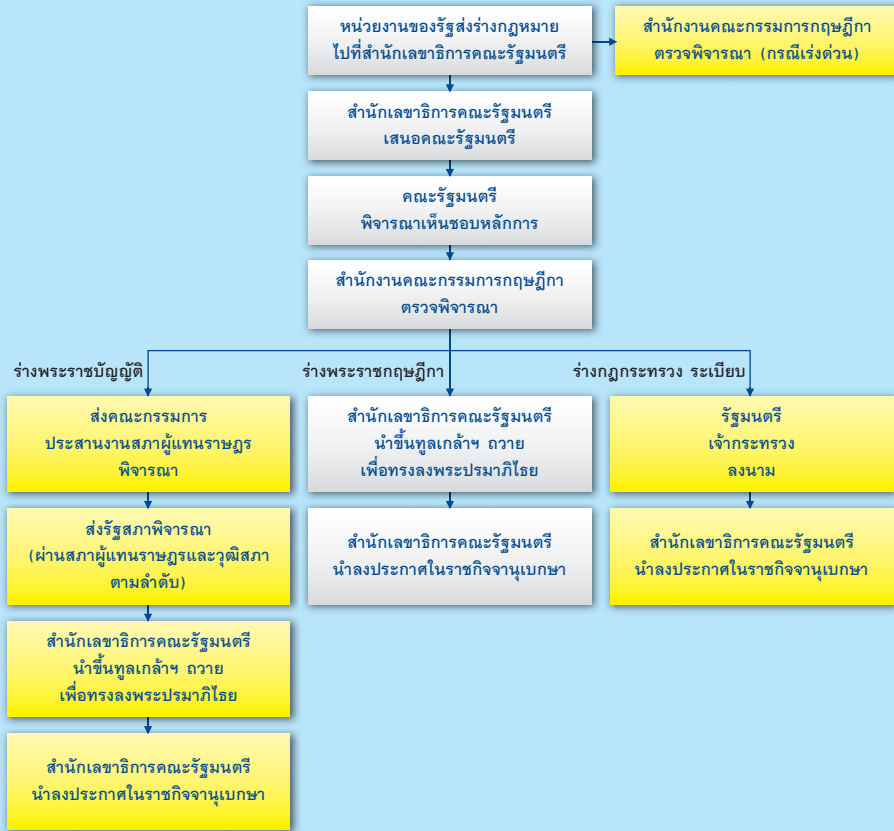 หน่วยงานของรัฐส่งร่างกฎหมาย
ไปที่สำนักเลขาธิการคณะรัฐมนตรี
สำนักงานคณะกรรมการกฤษฎีกา
ตรวจพิจารณา (กรณีเร่งด่วน)
สำนักเลขาธิการคณะรัฐมนตรี
เสนอคณะรัฐมนตรี
คณะรัฐมนตรี
พิจารณาเห็นชอบหลักการ
สำนักงานคณะกรรมการกฤษฎีกา
ตรวจพิจารณา
ร่างพระราชบัญญัติ
ส่งคณะกรรมการ
ประสานงานสภาผู้แทนราษฎร
พิจารณา
ส่งรัฐสภาพิจารณา
(ผ่านสภาผู้แทนราษฎรและวุฒิสภา
ตามลำดับ)
สำนักเลขาธิการคณะรัฐมนตรี
นำขึ้นทูลเกล้าฯ ถวาย
เพื่อทรงลงพระปรมาภิไธย
สำนักเลขาธิการคณะรัฐมนตรี
นำลงประกาศในราชกิจจานุเบกษา
ร่างพระราชกฤษฎีกา
สำนักเลขาธิการคณะรัฐมนตรี
นำขึ้นทูลเกล้าฯ ถวาย
เพื่อทรงลงพระปรมาภิไธย
สำนักเลขาธิการคณะรัฐมนตรี
นำลงประกาศในราชกิจจานุเบกษา
ร่างกฎกระทรวง ระเบียบ
รัฐมนตรี
เจ้ากระทรวง
ลงนาม
สำนักเลขาธิการคณะรัฐมนตรี
นำลงประกาศในราชกิจจานุเบกษา